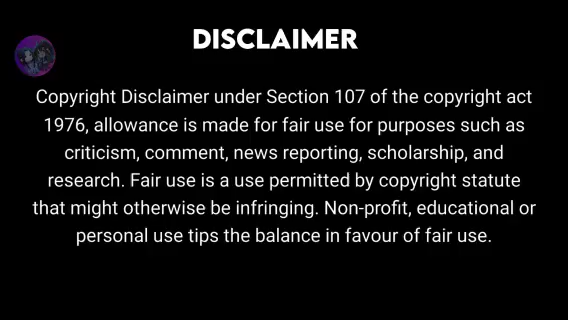 DISCLAIMER
Copyright Disclaimer under Section 107 of the copyright act
1976, allowance is made for fair use for purposes such as
criticism, comment, news reporting, scholarship, and
research. Fair use is a use permitted by copyright statute
that might otherwise be infringing. Non-profit, educational or
personal use tips the balance in favour of fair use.